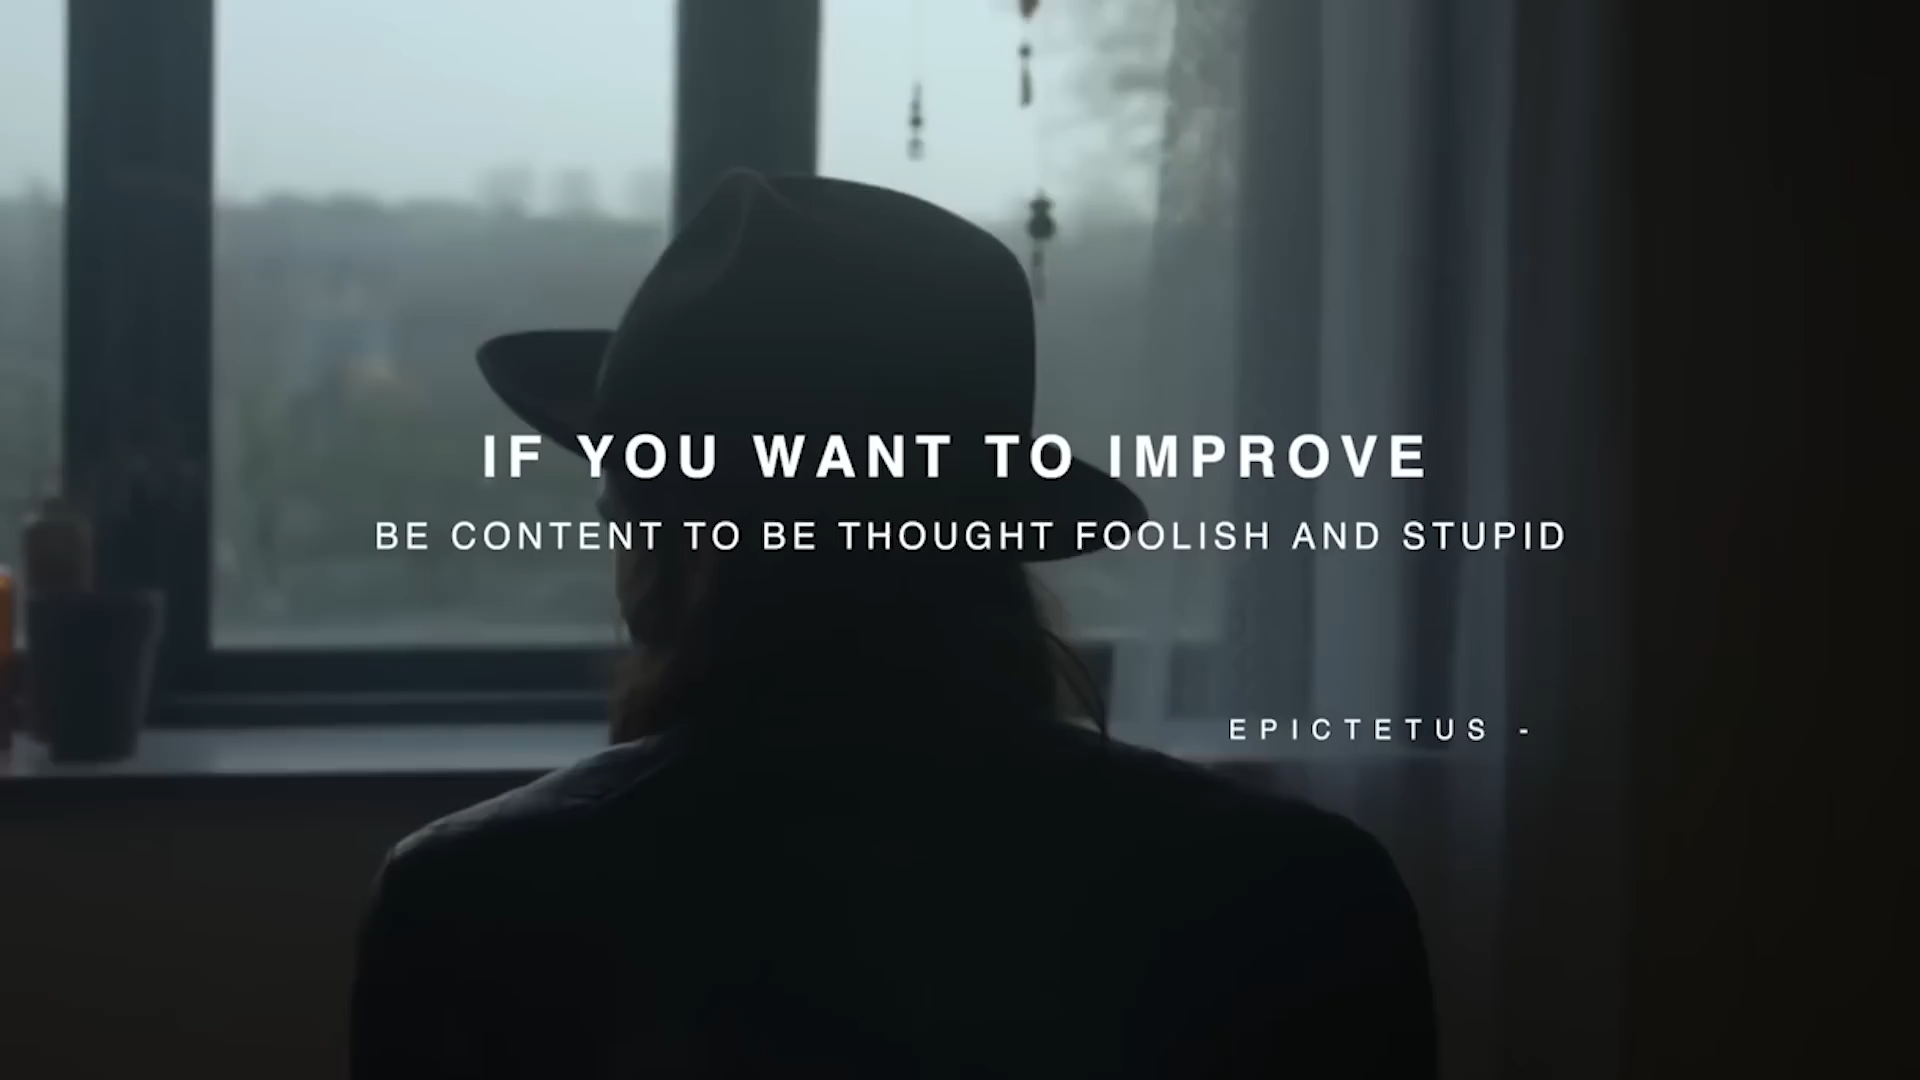 IF YOU WANT TO IMPROVE
BE CONTENT TO BE THOUGHT FOOLISH AND STUPID
EPICTETUS -